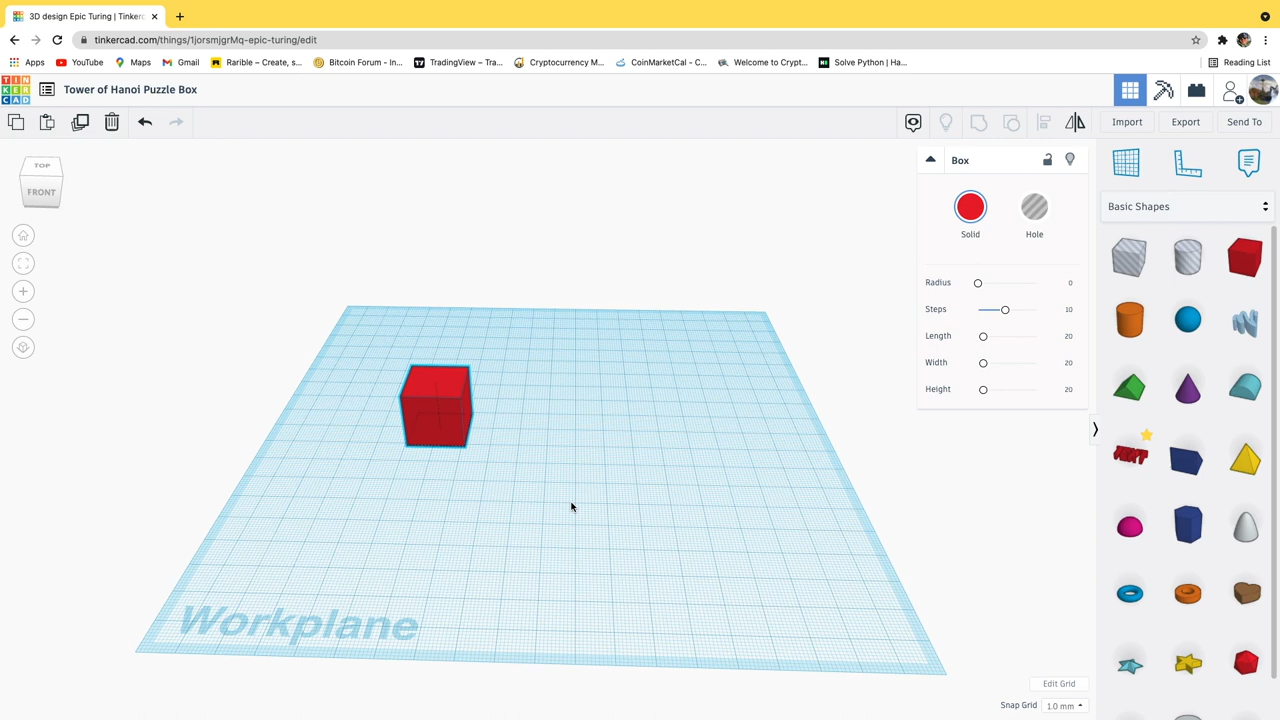 3D design Epic Turing | Tinkerc
tinkercad.com/things/1jorsmjgrMq-epic-turing/edit
Apps YouTube Maps Gmail Rarible – Create, s... Bitcoin Forum - In... TradingView – Tra... Cryptocurrency M... CoinMarketCal - C... Welcome to Crypt... Solve Python | Ha... Reading List
TIN
KER
CAD
Tower of Hanoi Puzzle Box
Import Export Send To
TOP
FRONT
Box
Solid Hole
Radius 0
Steps 10
Length 20
Width 20
Height 20
Basic Shapes
Workplane
Edit Grid
Snap Grid 1.0 mm